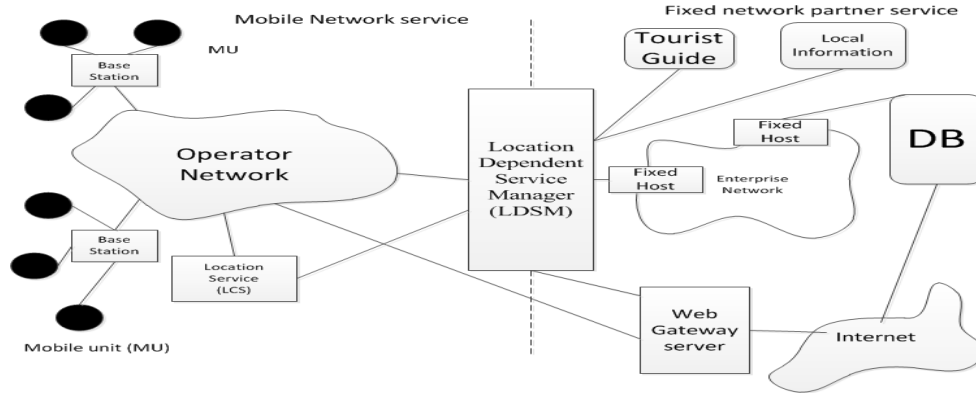 Mobile Network service
Fixed network partner service
MU
Base
Station
Tourist
Guide
Local
Information
Operator
Network
Location
Dependent
Service
Manager
(LDSM)
Fixed
Host
Fixed
Host
Enterprise
Network
DB
Base
Station
Location
Service
(LCS)
Web
Gateway
server
Internet
Mobile unit (MU)